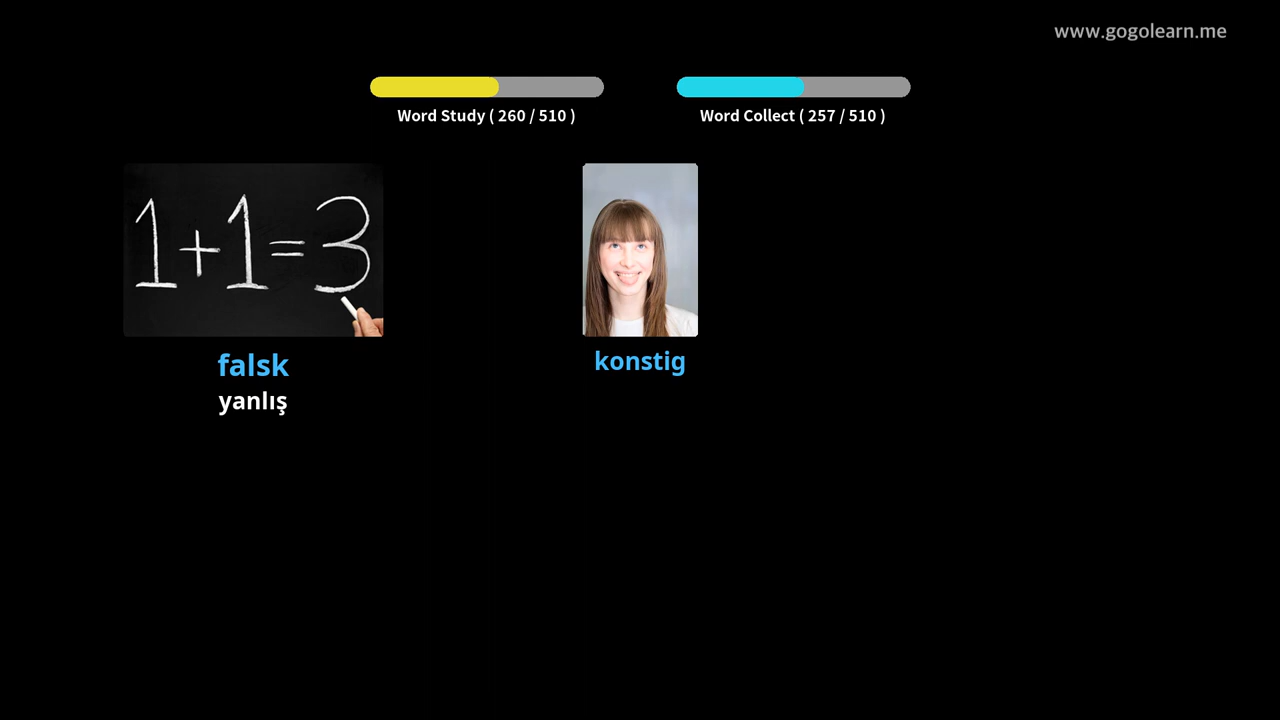 www.gogolearn.me
Word Study ( 260 / 510 )
Word Collect ( 257 / 510 )
1+1=3
falsk
yanlış
konstig